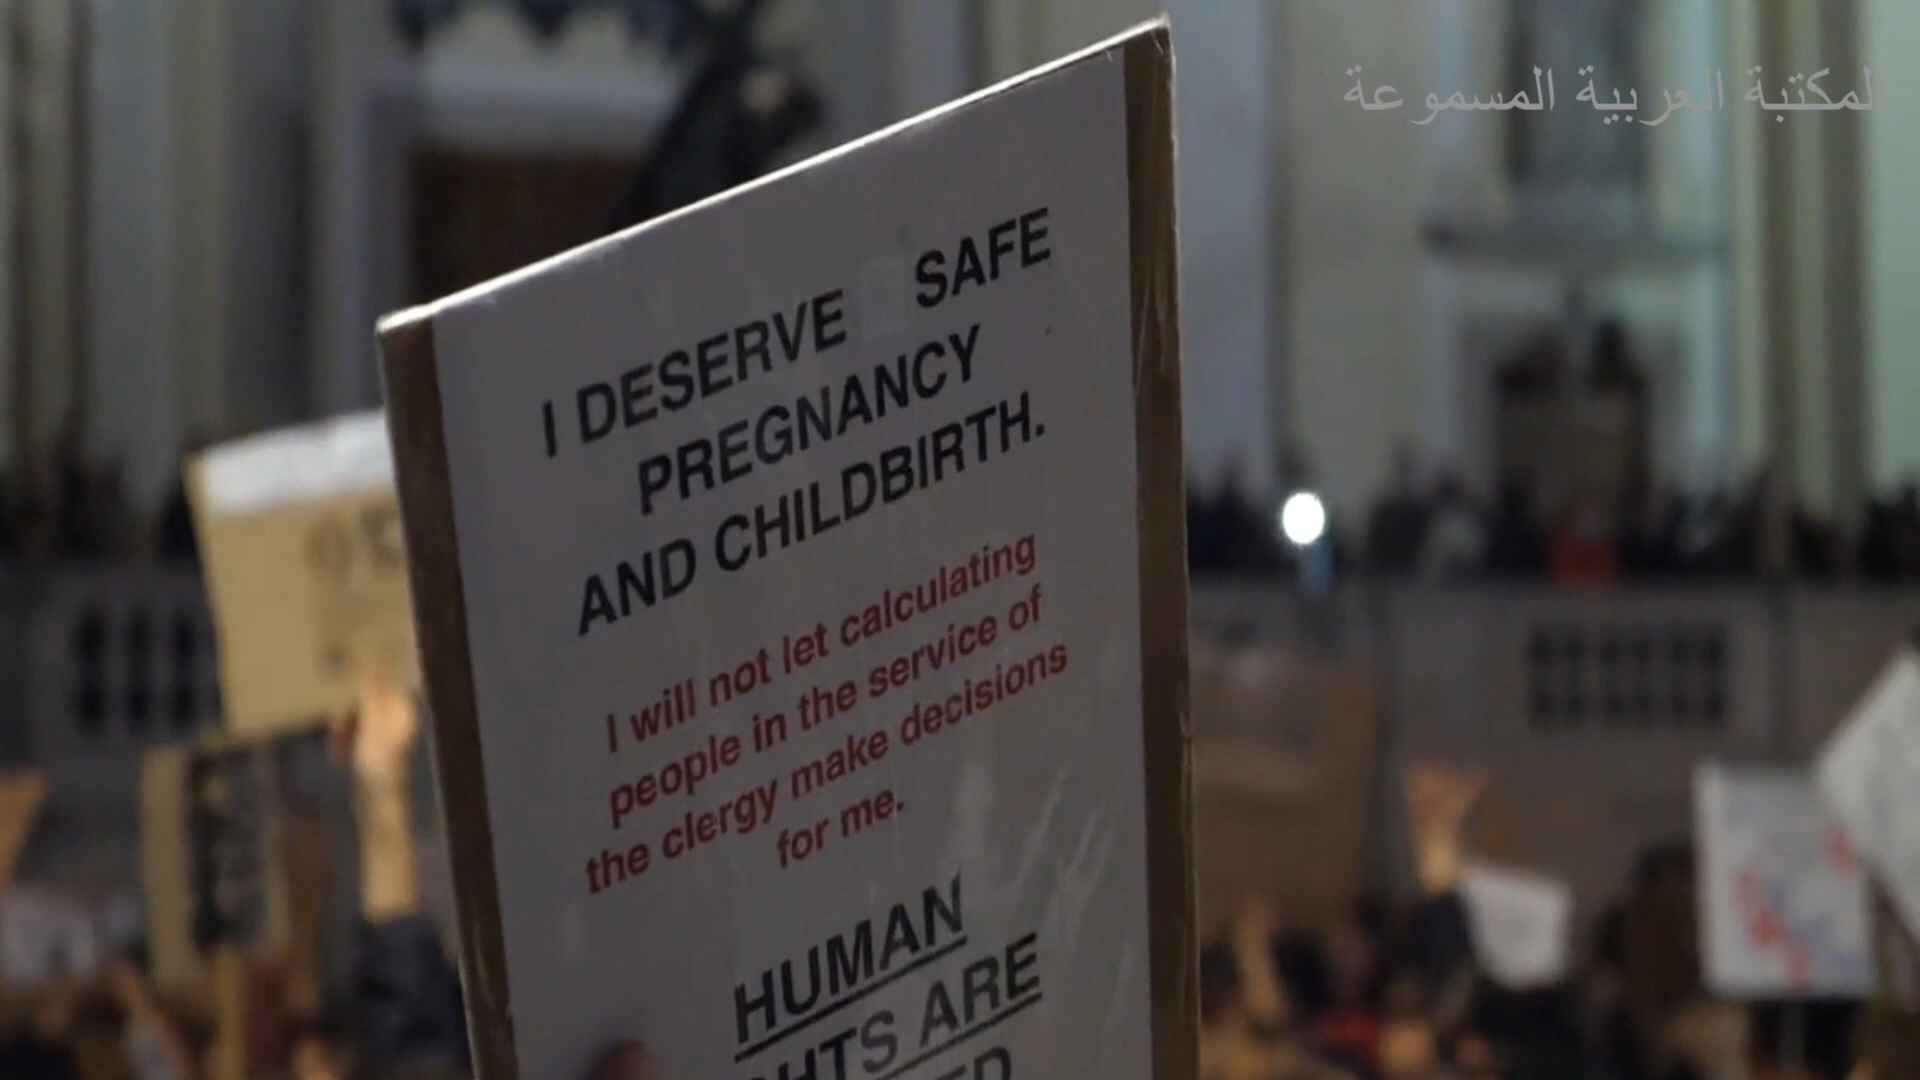 المكتبة العربية المسموعة
I DESERVE SAFE
PREGNANCY
AND CHILDBIRTH.
I will not let calculating
people in the service of
the clergy make decisions
for me.
HUMAN
ARE